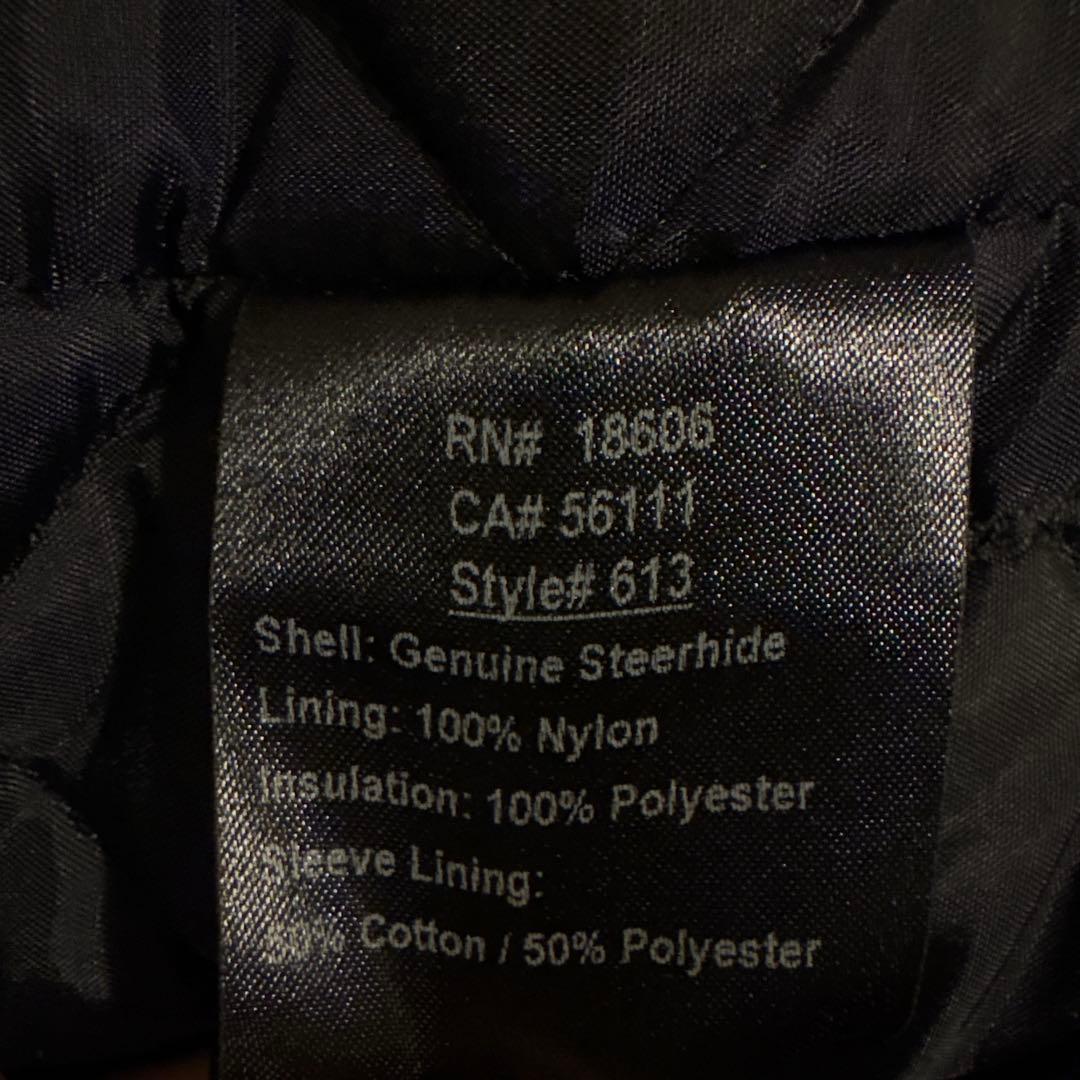 RN# 18606
CA# 56111
Style# 613
Shell: Genuine Steerhide
Lining: 100% Nylon
Insulation: 100% Polyester
Sleeve Lining:
50% Cotton / 50% Polyester